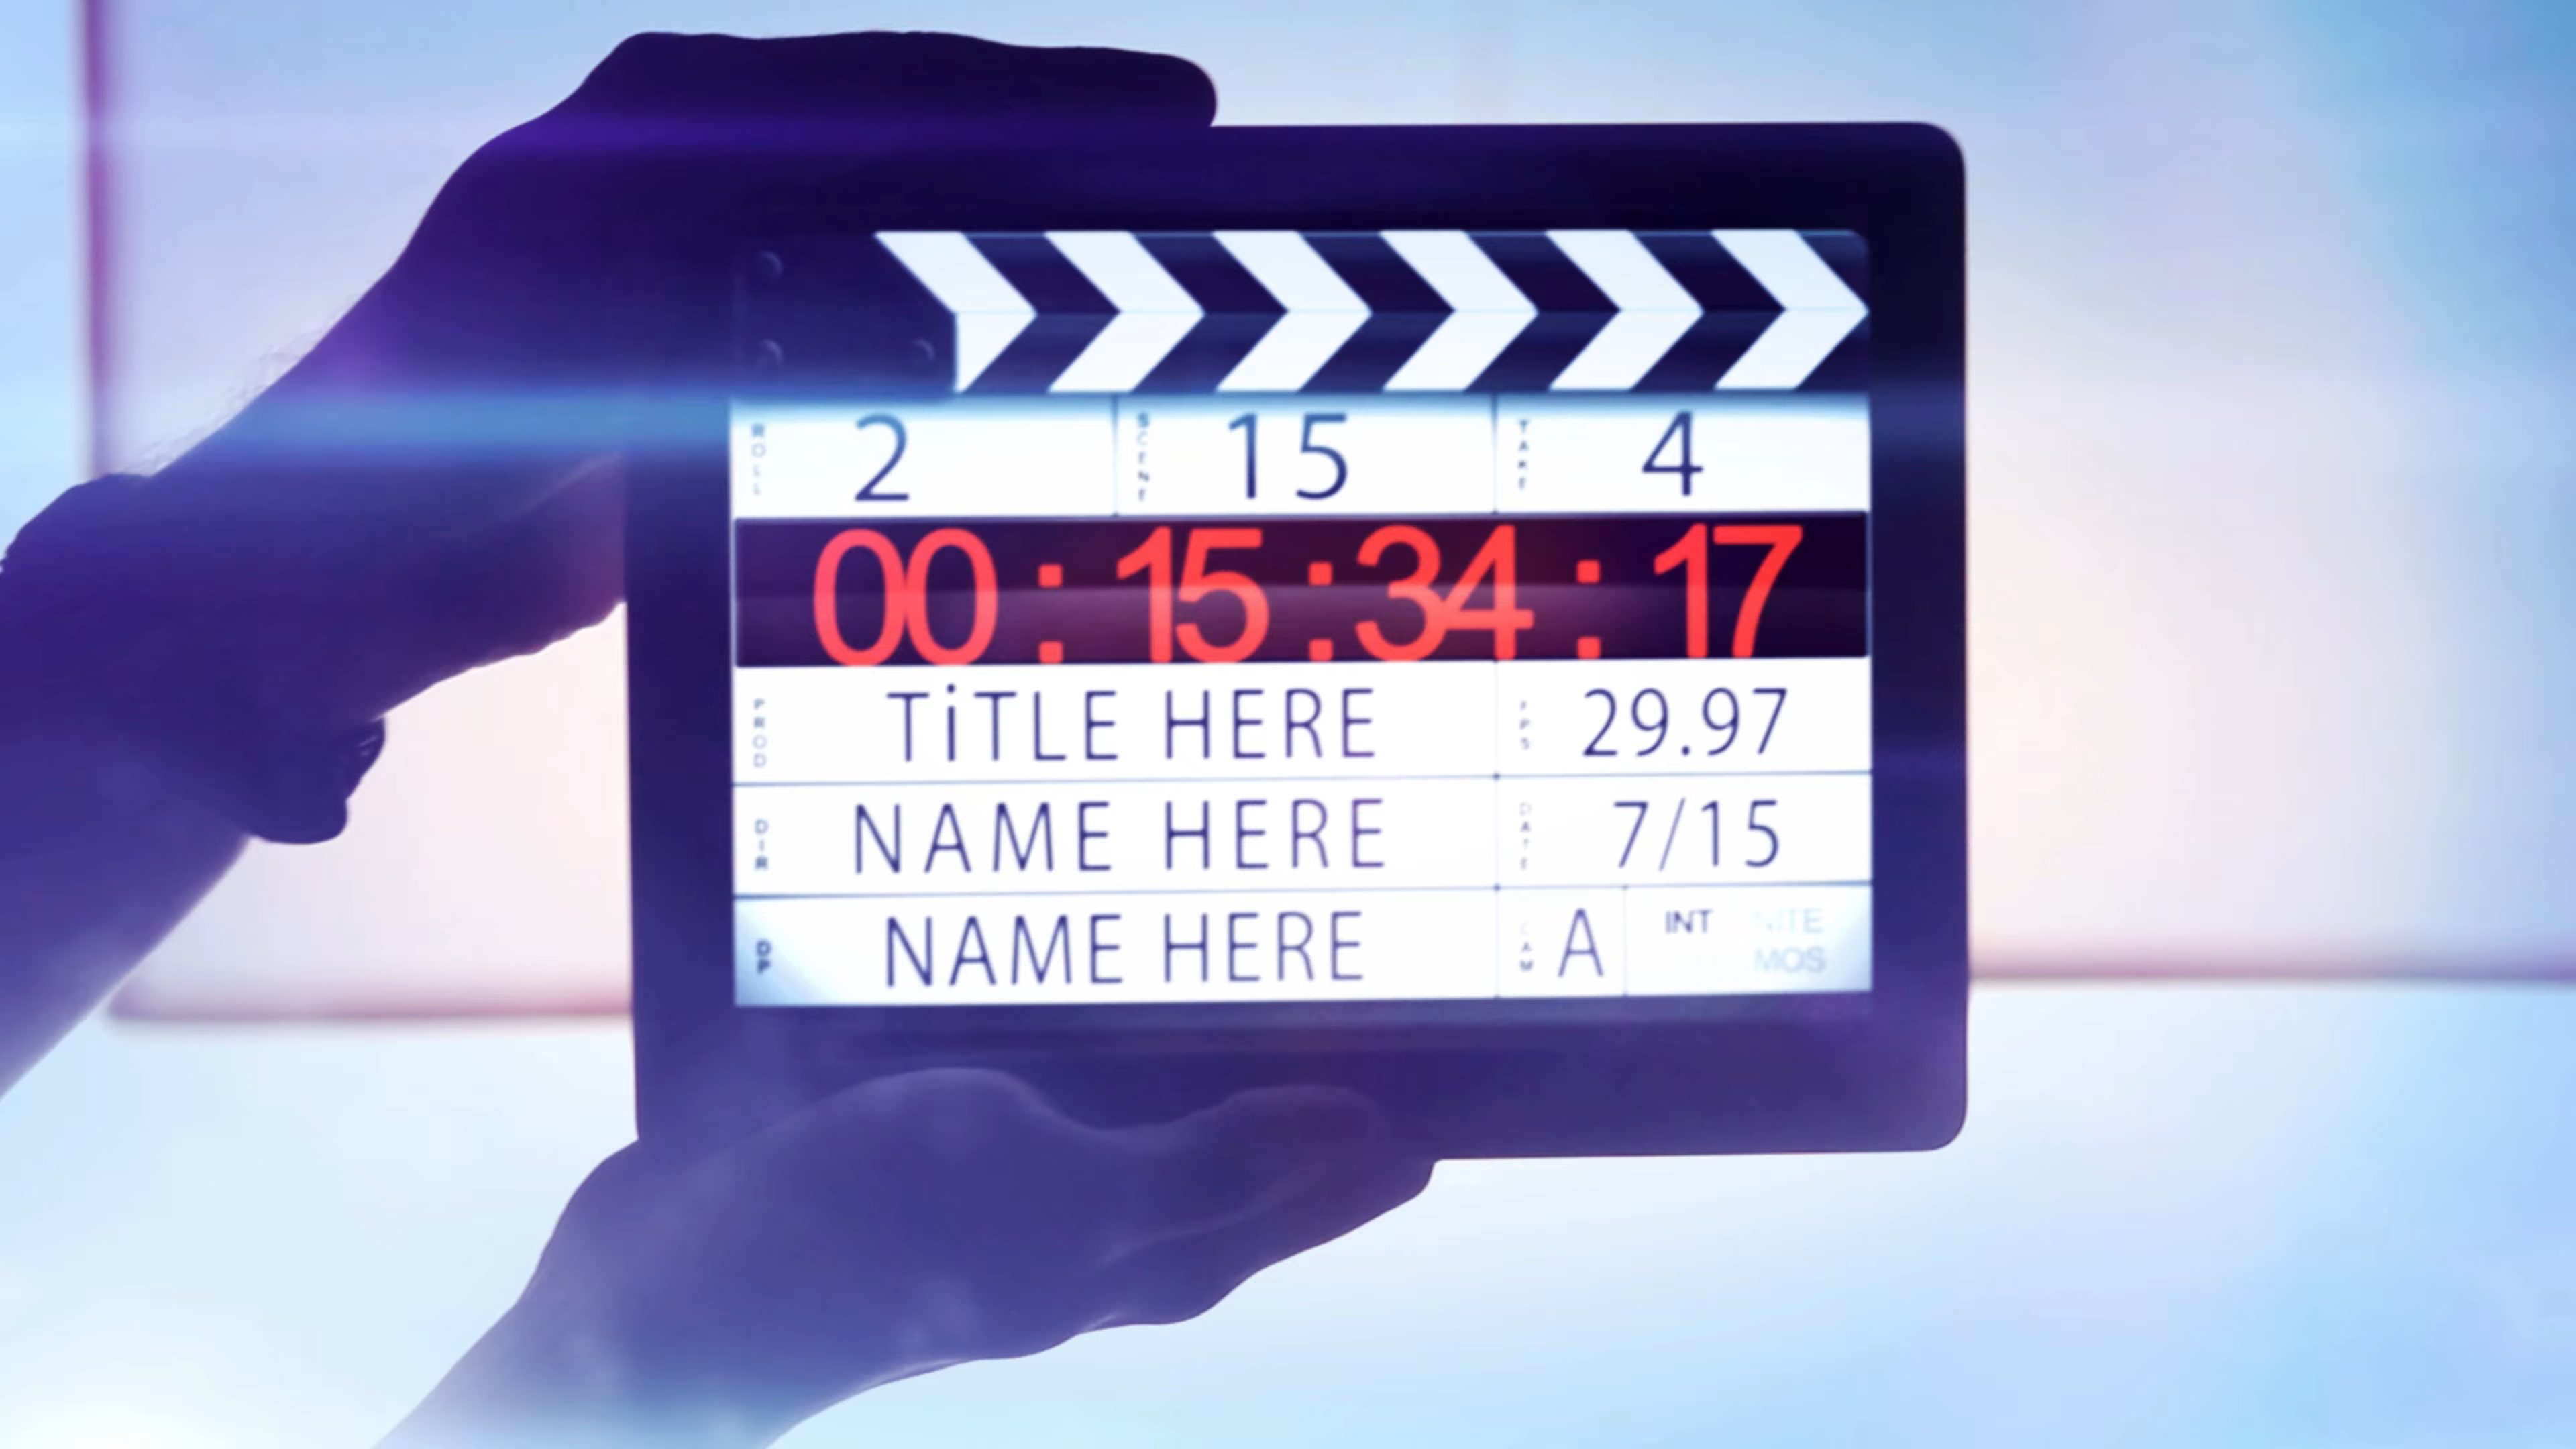 ROLL 2 SCENE 15 TAKE 4
00:15:34:17
PROD TiTLE HERE FPS 29.97
DIR NAME HERE DATE 7/15
DP NAME HERE CAM A INT NITE
MOS